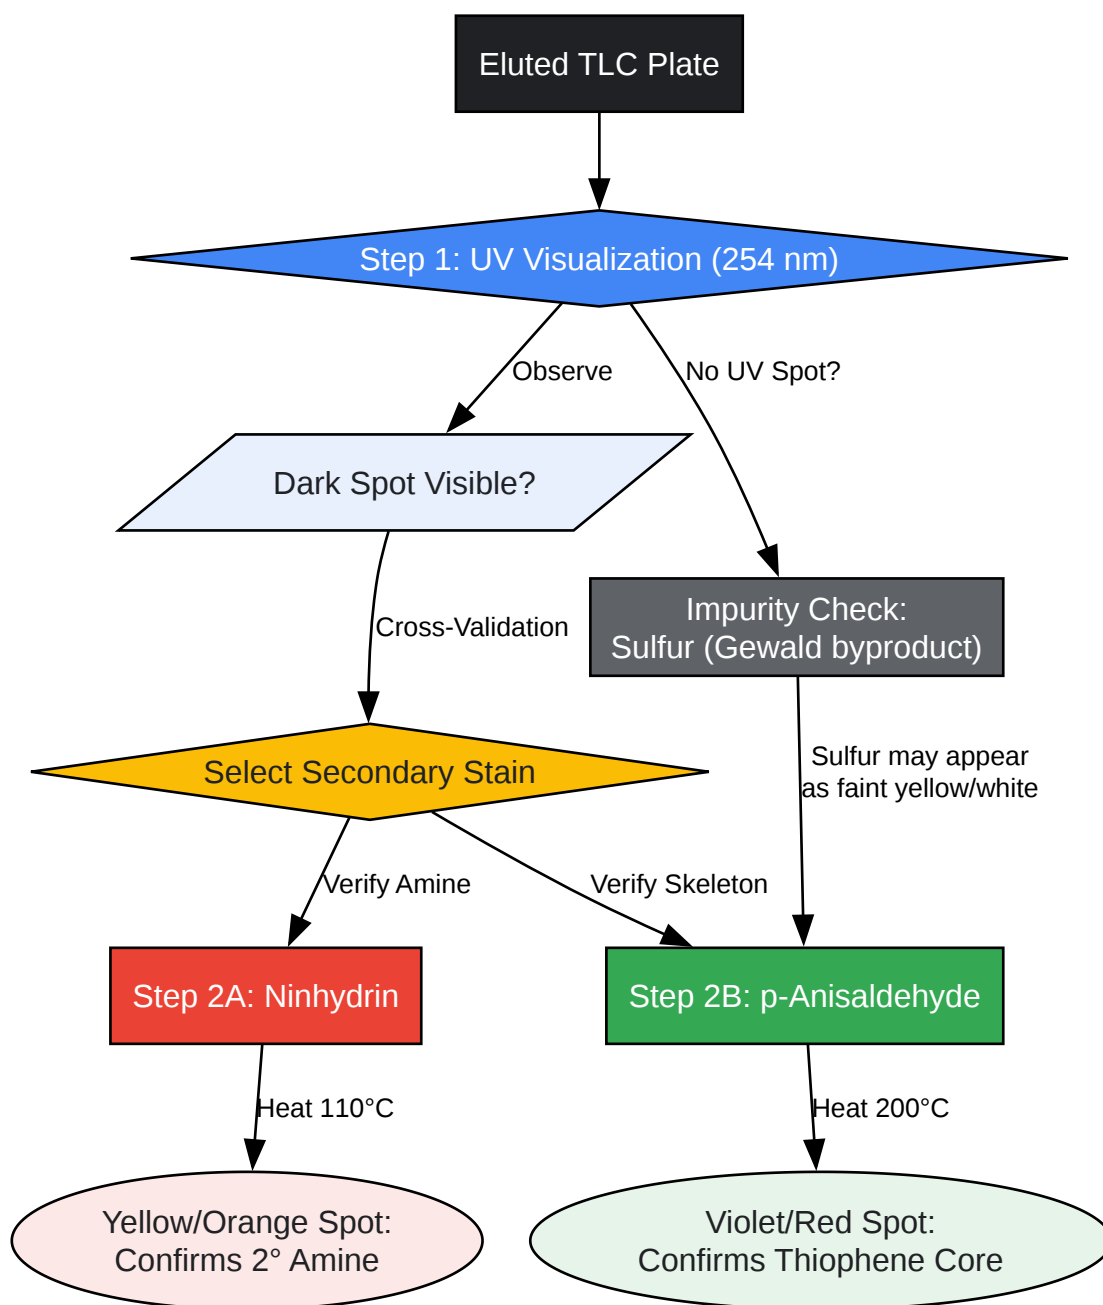 Eluted TLC Plate
Step 1: UV Visualization (254 nm)
Observe
No UV Spot?
Dark Spot Visible?
Impurity Check:
Sulfur (Gewald byproduct)
Cross-Validation
Sulfur may appear
as faint yellow/white
Select Secondary Stain
Verify Amine
Verify Skeleton
Step 2A: Ninhydrin
Step 2B: p-Anisaldehyde
Heat 110°C
Heat 200°C
Yellow/Orange Spot:
Confirms 2° Amine
Violet/Red Spot:
Confirms Thiophene Core